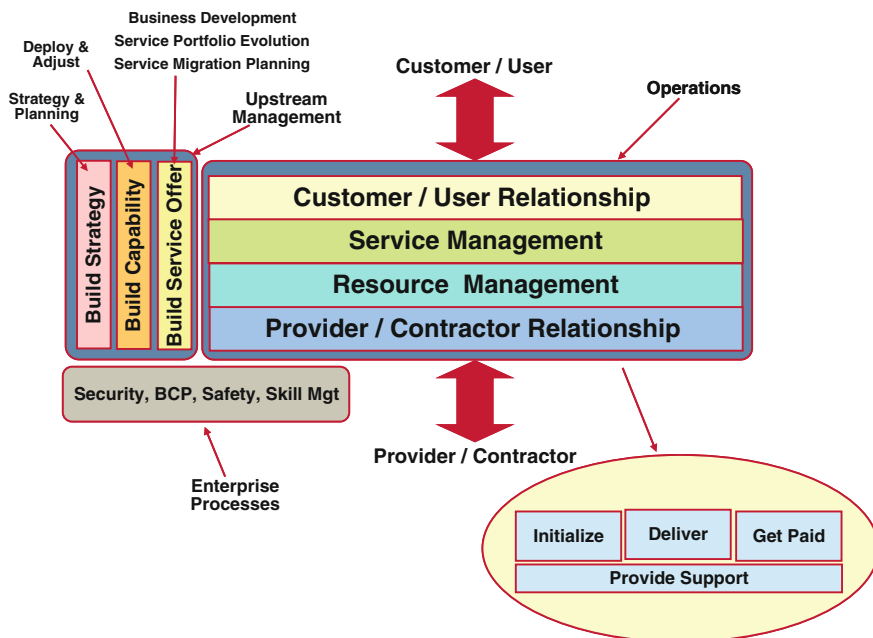 Business Development
Service Portfolio Evolution
Service Migration Planning
Deploy &
Adjust
Strategy &
Planning
Upstream
Management
Customer / User
Operations
Build Strategy
Build Capability
Build Service Offer
Customer / User Relationship
Service Management
Resource Management
Provider / Contractor Relationship
Security, BCP, Safety, Skill Mgt
Provider / Contractor
Enterprise
Processes
Initialize
Deliver
Get Paid
Provide Support